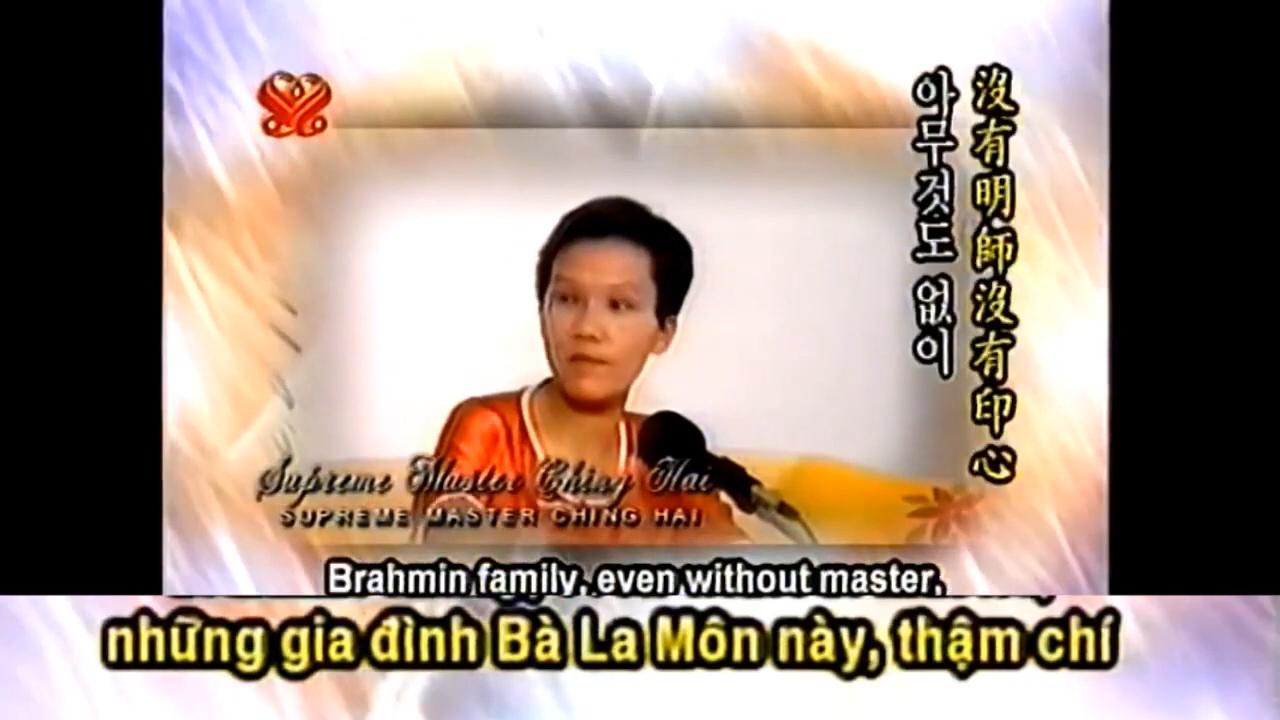 沒有明師沒有印心
아무것도 없이
Supreme Master Ching Hai
SUPREME MASTER CHING HAI
Brahmin family, even without master,
những gia đình Bà La Môn này, thậm chí